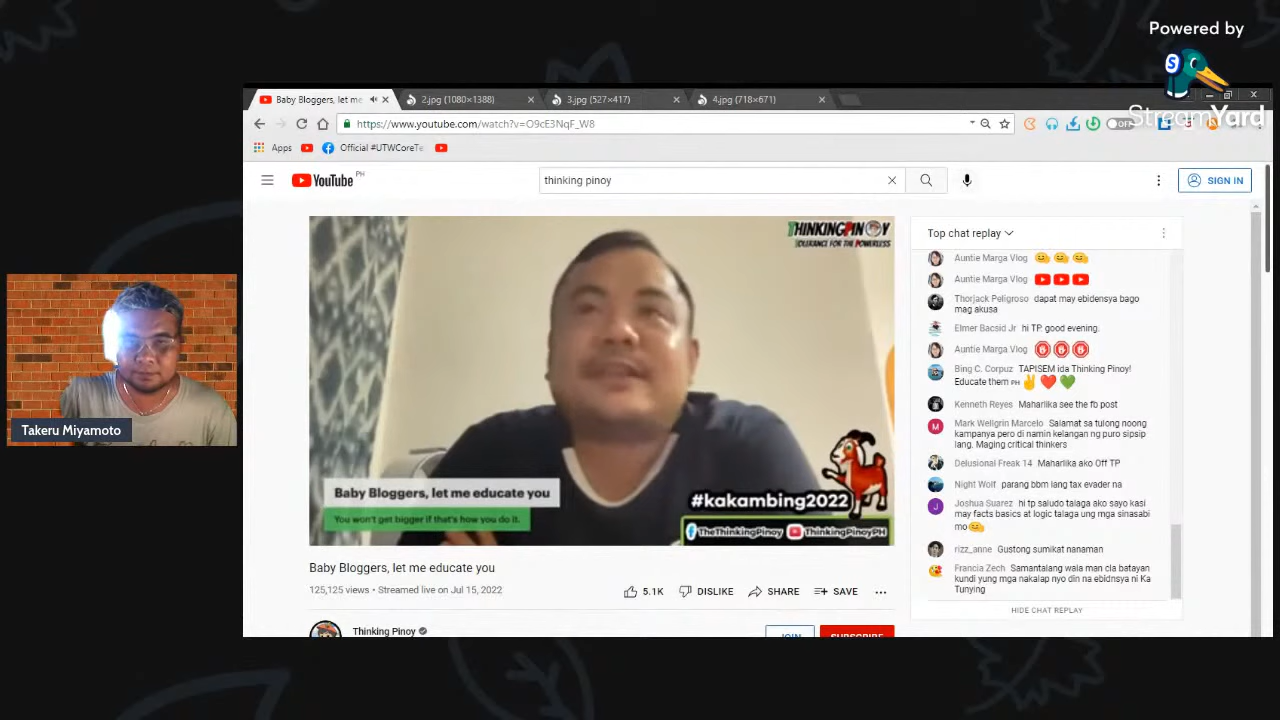 Powered by
S
StreamYard
Baby Bloggers, let me
2.jpg (1080×1388)
3.jpg (527×417)
4.jpg (718×671)
https://www.youtube.com/watch?v=O9cE3NqF_W8
OFF
Apps
Official #UTWCoreTe
YouTube PH
thinking pinoy
SIGN IN
THINKINGPINOY
TOLERANCE FOR THE POWERLESS
Baby Bloggers, let me educate you
You won't get bigger if that's how you do it.
#kakambing2022
f TheThinkingPinoy ThinkingPinoyPH
Top chat replay
Auntie Marga Vlog
Auntie Marga Vlog
Thorjack Peligroso dapat may ebidensya bago
mag akusa
Elmer Bacsid Jr hi TP. good evening.
Auntie Marga Vlog
Bing C. Corpuz TAPISEM ida Thinking Pinoy!
Educate them PH ✌❤💚
Kenneth Reyes Maharlika see the fb post
Mark Wellgrin Marcelo Salamat sa tulong noong
kampanya pero di namin kelangan ng puro sipsip
lang. Maging critical thinkers
Delusional Freak 14 Maharlika ako Off TP
Night Wolf parang bbm lang tax evader na
Joshua Suarez hi tp saludo talaga ako sayo kasi
may facts basics at logic talaga ung mga sinasabi
mo😊
rizz_anne Gustong sumikat nanaman
Francia Zech Samantalang wala man cla batayan
kundi yung mga nakalap nyo din na ebidnsya ni Ka
Tunying
HIDE CHAT REPLAY
Baby Bloggers, let me educate you
125,125 views • Streamed live on Jul 15, 2022
5.1K DISLIKE SHARE SAVE
Thinking Pinoy
JOIN
SUBSCRIBE
Takeru Miyamoto